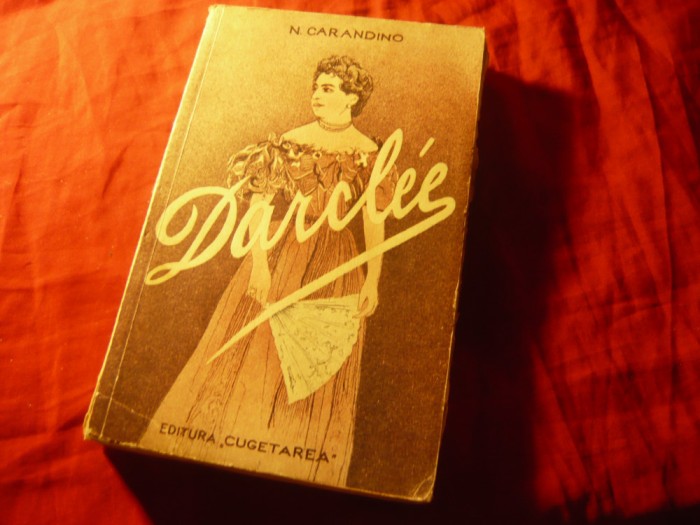 N. CARANDINO
Darclée
EDITURA „CUGETAREA"